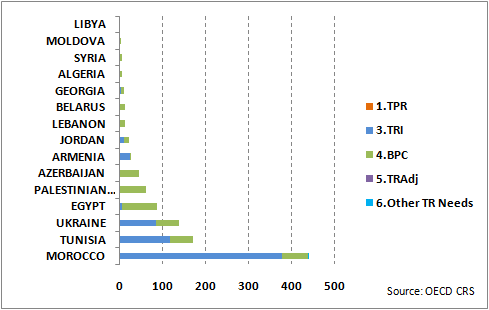 LIBYA
MOLDOVA
SYRIA
ALGERIA
GEORGIA
BELARUS
LEBANON
JORDAN
ARMENIA
AZERBAIJAN
PALESTINIAN...
EGYPT
UKRAINE
TUNISIA
MOROCCO
0 100 200 300 400 500
1.TPR
3.TRI
4.BPC
5.TRAdj
6.Other TR Needs
Source: OECD CRS